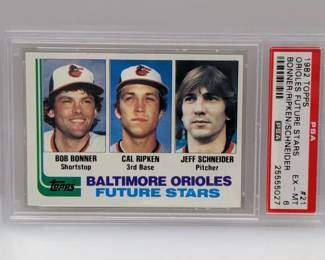 BOB BONNER
Shortstop
CAL RIPKEN
3rd Base
JEFF SCHNEIDER
Pitcher
TOPPS
BALTIMORE ORIOLES
FUTURE STARS
PSA
1982 TOPPS #21
ORIOLES FUTURE STARS EX - MT
BONNER/RIPKEN/SCHNEIDER 6
PSA 25555027